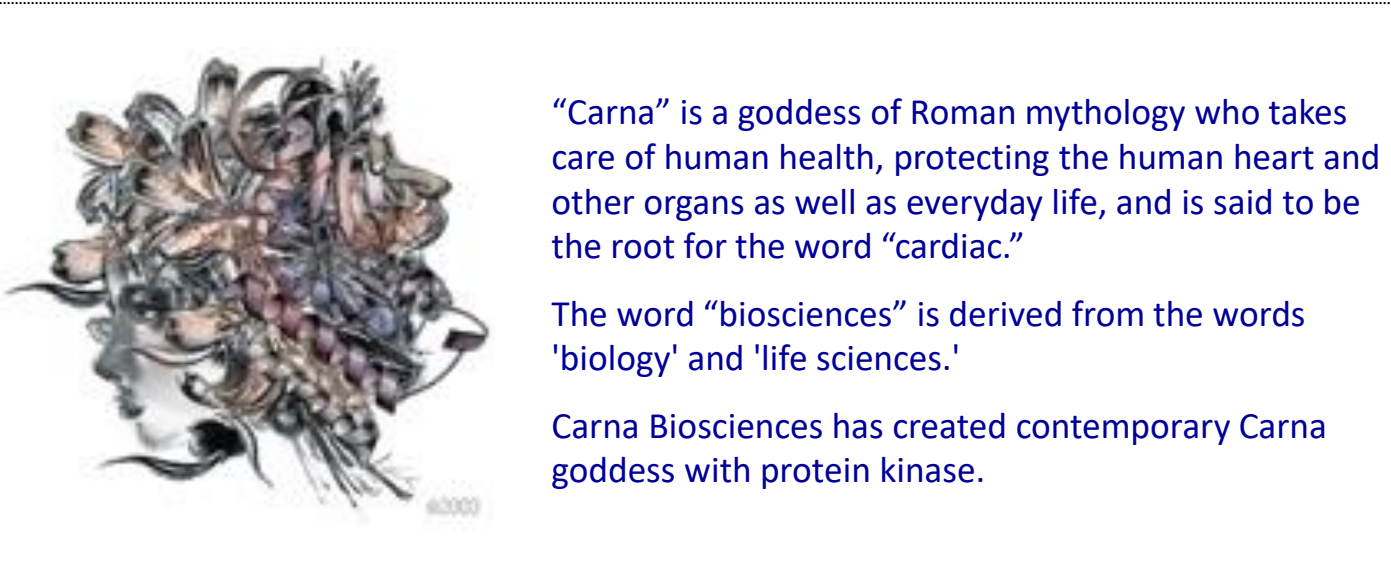 “Carna” is a goddess of Roman mythology who takes
care of human health, protecting the human heart and
other organs as well as everyday life, and is said to be
the root for the word “cardiac.”
The word “biosciences” is derived from the words
'biology' and 'life sciences.'
Carna Biosciences has created contemporary Carna
goddess with protein kinase.